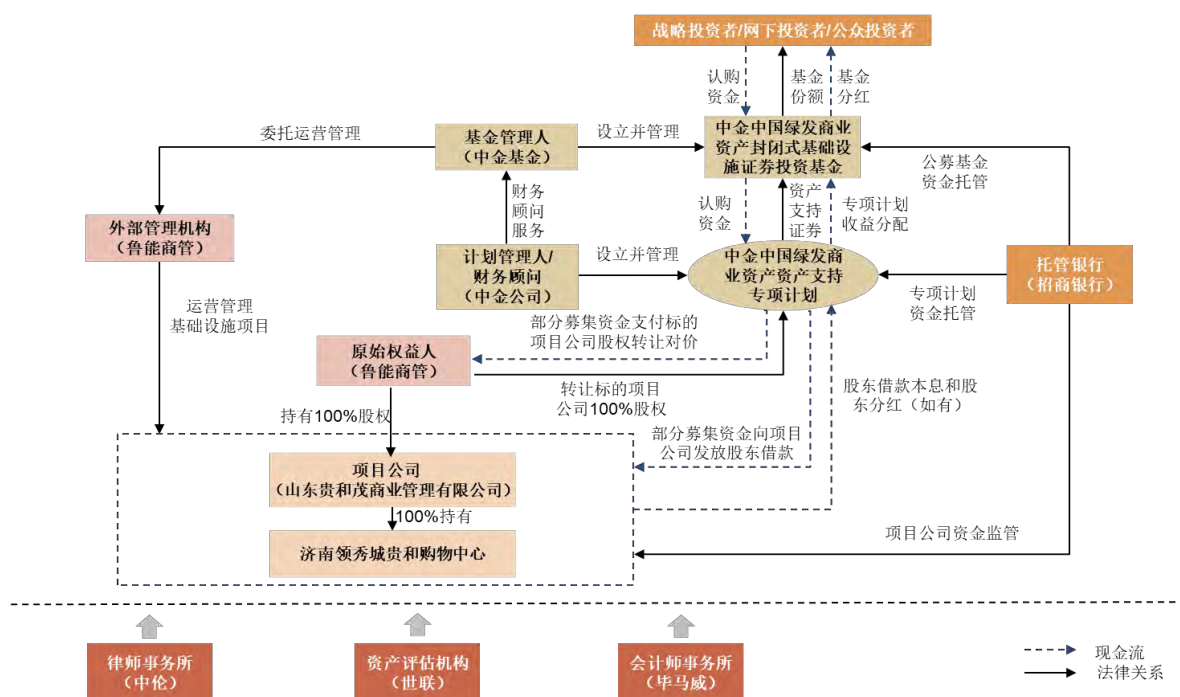 战略投资者/网下投资者/公众投资者
认购
资金
基金
份额
基金
分红
委托运营管理
基金管理人
（中金基金）
设立并管理
中金中国绿发商业
资产封闭式基础设
施证券投资基金
公募基金
资金托管
财务
顾问
服务
认购
资金
资产
支持
证券
专项计划
收益分配
外部管理机构
（鲁能商管）
计划管理人/
财务顾问
（中金公司）
设立并管理
中金中国绿发商
业资产资产支持
专项计划
托管银行
（招商银行）
专项计划
资金托管
运营管理
基础设施项目
部分募集资金支付标的
项目公司股权转让对价
原始权益人
（鲁能商管）
转让标的项目
公司100%股权
股东借款本息和股
东分红（如有）
持有100%股权
部分募集资金向项目
公司发放股东借款
项目公司
（山东贵和茂商业管理有限公司）
100%持有
济南领秀城贵和购物中心
项目公司资金监管
律师事务所
（中伦）
资产评估机构
（世联）
会计师事务所
（毕马威）
现金流
法律关系